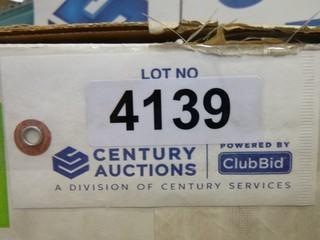 LOT NO
4139
CENTURY
AUCTIONS
POWERED BY
ClubBid
A DIVISION OF CENTURY SERVICES